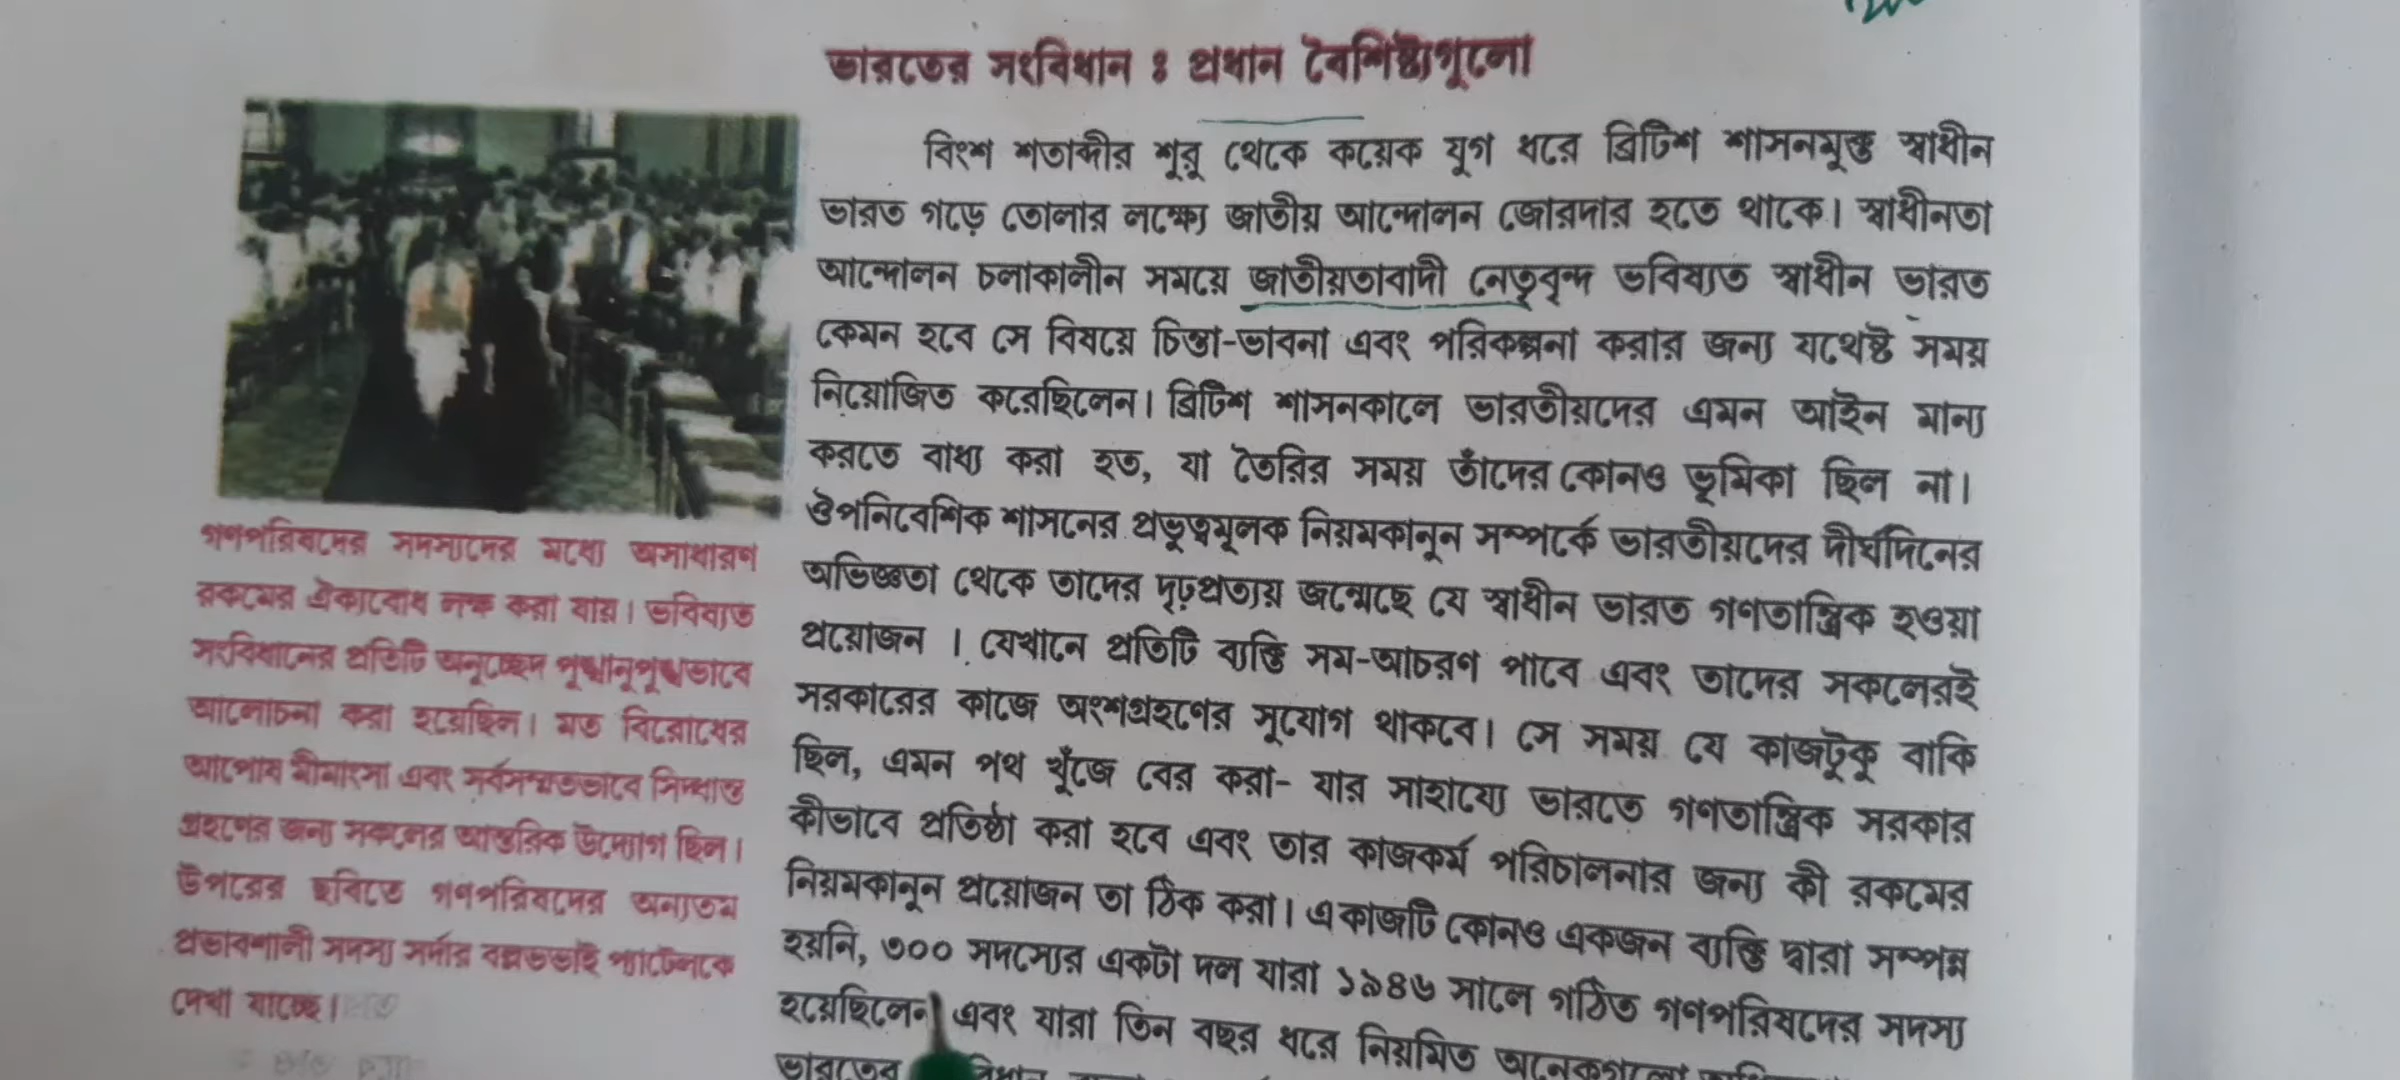 ভারতের সংবিধান ঃ প্রধান বৈশিষ্ট্যগুলো
বিংশ শতাব্দীর শুরু থেকে কয়েক যুগ ধরে ব্রিটিশ শাসনমুক্ত স্বাধীন
ভারত গড়ে তোলার লক্ষ্যে জাতীয় আন্দোলন জোরদার হতে থাকে। স্বাধীনতা
আন্দোলন চলাকালীন সময়ে জাতীয়তাবাদী নেতৃবৃন্দ ভবিষ্যত স্বাধীন ভারত
কেমন হবে সে বিষয়ে চিন্তা-ভাবনা এবং পরিকল্পনা করার জন্য যথেষ্ট সময়
নিয়োজিত করেছিলেন। ব্রিটিশ শাসনকালে ভারতীয়দের এমন আইন মান্য
করতে বাধ্য করা হত, যা তৈরির সময় তাঁদের কোনও ভূমিকা ছিল না।
ঔপনিবেশিক শাসনের প্রভুত্বমূলক নিয়মকানুন সম্পর্কে ভারতীয়দের দীর্ঘদিনের
অভিজ্ঞতা থেকে তাদের দৃঢ়প্রত্যয় জন্মেছে যে স্বাধীন ভারত গণতান্ত্রিক হওয়া
প্রয়োজন । যেখানে প্রতিটি ব্যক্তি সম-আচরণ পাবে এবং তাদের সকলেরই
সরকারের কাজে অংশগ্রহণের সুযোগ থাকবে। সে সময় যে কাজটুকু বাকি
ছিল, এমন পথ খুঁজে বের করা- যার সাহায্যে ভারতে গণতান্ত্রিক সরকার
কীভাবে প্রতিষ্ঠা করা হবে এবং তার কাজকর্ম পরিচালনার জন্য কী রকমের
নিয়মকানুন প্রয়োজন তা ঠিক করা। এ কাজটি কোনও একজন ব্যক্তি দ্বারা সম্পন্ন
হয়নি, ৩০০ সদস্যের একটা দল যারা ১৯৪৬ সালে গঠিত গণপরিষদের সদস্য
হয়েছিলেন এবং যারা তিন বছর ধরে নিয়মিত অনেকগুলো
ভারতের
গণপরিষদের সদস্যদের মধ্যে অসাধারণ
রকমের ঐক্যবোধ লক্ষ করা যায়। ভবিষ্যত
সংবিধানের প্রতিটি অনুচ্ছেদ পুঙ্খানুপুঙ্খভাবে
আলোচনা করা হয়েছিল। মত বিরোধের
আপোষ মীমাংসা এবং সর্বসম্মতভাবে সিদ্ধান্ত
গ্রহণের জন্য সকলের আন্তরিক উদ্যোগ ছিল।
উপরের ছবিতে গণপরিষদের অন্যতম
প্রভাবশালী সদস্য সর্দার বল্লভভাই প্যাটেলকে
দেখা যাচ্ছে।